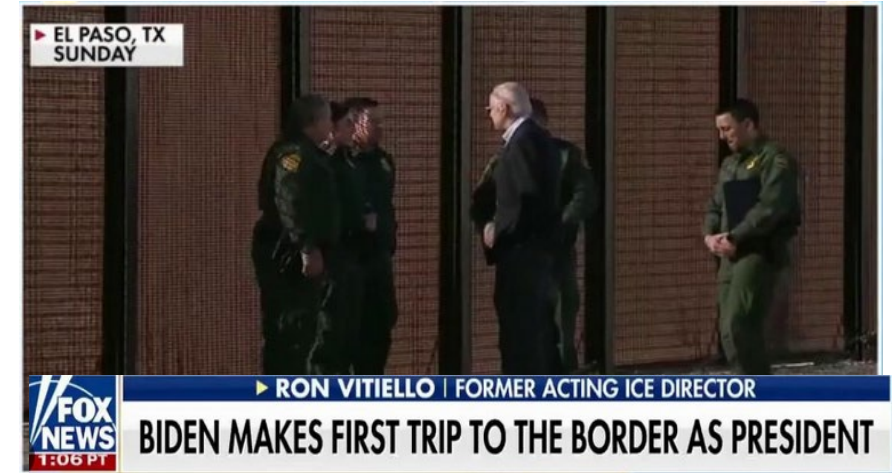 EL PASO, TX
SUNDAY
RON VITIELLO | FORMER ACTING ICE DIRECTOR
FOX
NEWS
1:06 PT
BIDEN MAKES FIRST TRIP TO THE BORDER AS PRESIDENT